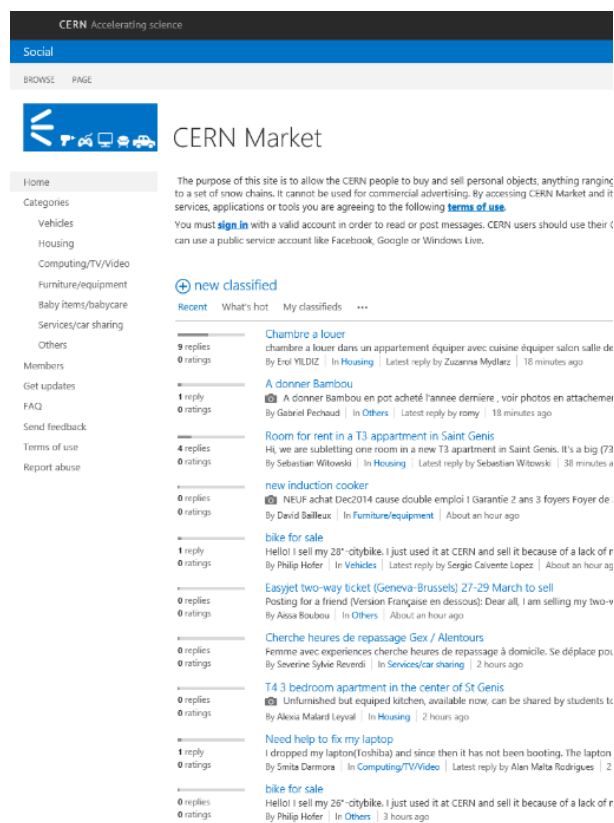 CERN Accelerating science
Social
BROWSE PAGE
CERN Market
Home
Categories
Vehicles
Housing
Computing/TV/Video
Furniture/equipment
Baby items/babycare
Services/car sharing
Others
Members
Get updates
FAQ
Send feedback
Terms of use
Report abuse
The purpose of this site is to allow the CERN people to buy and sell personal objects, anything ranging
to a set of snow chains. It cannot be used for commercial advertising. By accessing CERN Market and it
services, applications or tools you are agreeing to the following terms of use.
You must sign in with a valid account in order to read or post messages. CERN users should use their
can use a public service account like Facebook, Google or Windows Live.
new classified
Recent What's hot My classifieds •••
Chambre a louer
9 replies
0 ratings
chambre a louer dans un appartement équiper avec cuisine équiper salon salle de
By Erol YILDIZ | In Housing | Latest reply by Zuzanna Mydlarz | 18 minutes ago
A donner Bambou
1 reply
0 ratings
A donner Bambou en pot acheté l'annee derniere , voir photos en attachemen
By Gabriel Pechaud | In Others | Latest reply by romy | 18 minutes ago
Room for rent in a T3 appartment in Saint Genis
4 replies
0 ratings
Hi, we are subletting one room in a new T3 apartment in Saint Genis. It's a big (73
By Sebastian Witowski | In Housing | Latest reply by Sebastian Witowski | 38 minutes a
new induction cooker
0 replies
0 ratings
NEUF achat Dec2014 cause double emploi ! Garantie 2 ans 3 foyers Foyer de
By David Bailleux | In Furniture/equipment | About an hour ago
bike for sale
1 reply
0 ratings
Hello! I sell my 28"-citybike. I just used it at CERN and sell it because of a lack of
By Philip Hofer | In Vehicles | Latest reply by Sergio Calvente Lopez | About an hour ag
Easyjet two-way ticket (Geneva-Brussels) 27-29 March to sell
0 replies
0 ratings
Posting for a friend (Version Française en dessous): Dear all, I am selling my two-w
By Aissa Boubou | In Others | About an hour ago
Cherche heures de repassage Gex / Alentours
0 replies
0 ratings
Femme avec experiences cherche heures de repassage à domicile. Se déplace pou
By Severine Sylvie Reverdi | In Services/car sharing | 2 hours ago
T4 3 bedroom apartment in the center of St Genis
0 replies
0 ratings
Unfurnished but equiped kitchen, available now, can be shared by students to
By Alexia Malard Leyval | In Housing | 2 hours ago
Need help to fix my laptop
1 reply
0 ratings
I dropped my lapton(Toshiba) and since then it has not been booting. The lapton
By Smita Darmora | In Computing/TV/Video | Latest reply by Alan Malta Rodrigues | 2
bike for sale
0 replies
0 ratings
Hello! I sell my 26"-citybike. I just used it at CERN and sell it because of a lack of
By Philip Hofer | In Others | 3 hours ago